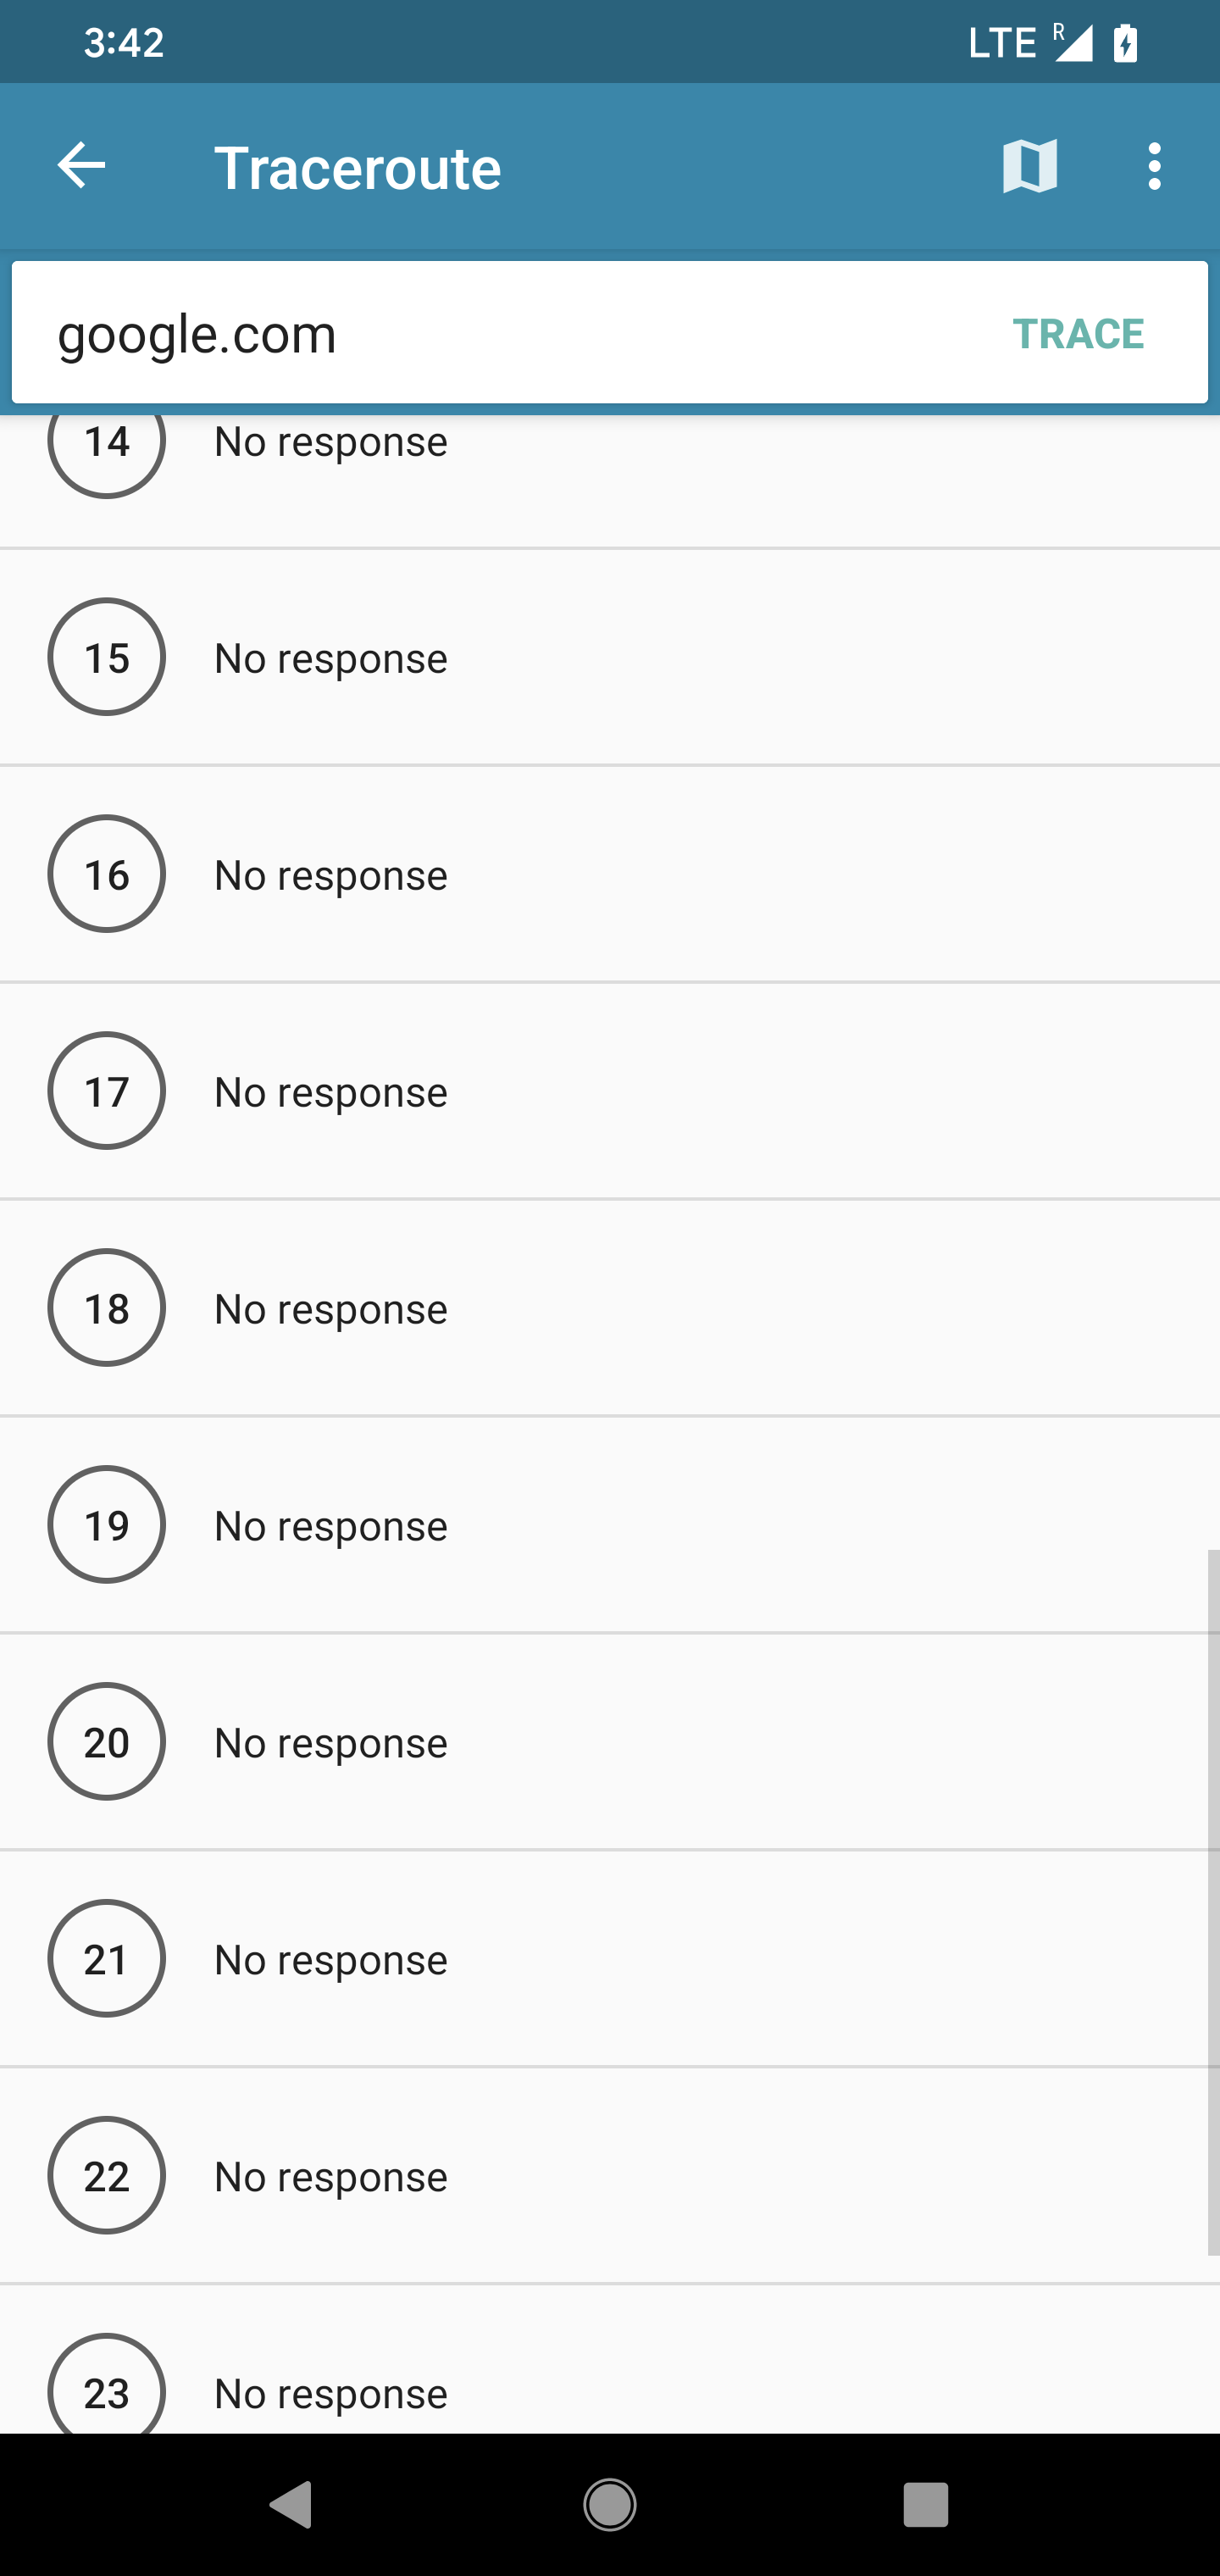 3:42 LTE R
Traceroute
google.com TRACE
14 No response
15 No response
16 No response
17 No response
18 No response
19 No response
20 No response
21 No response
22 No response
23 No response